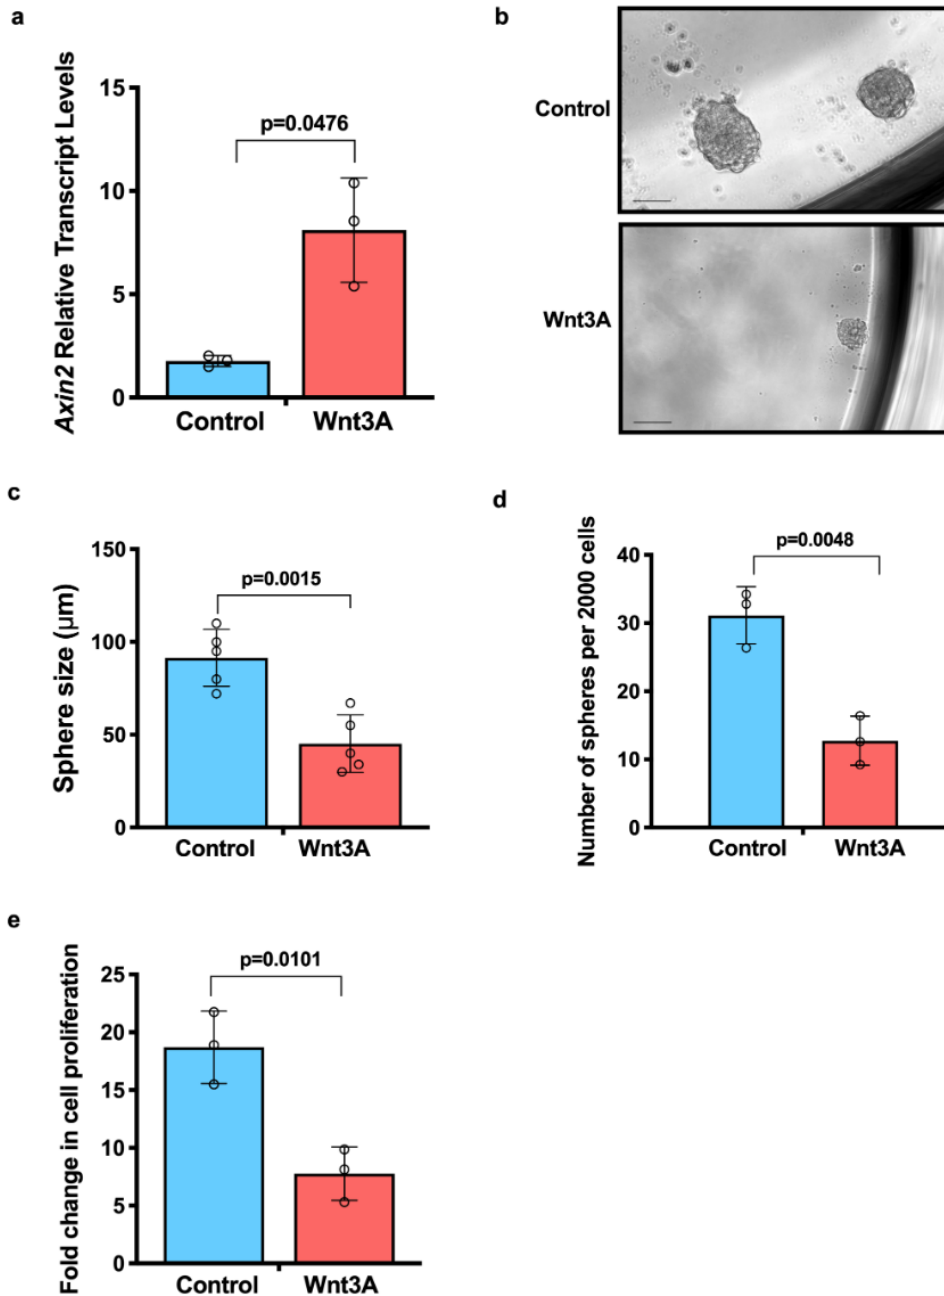 a
Axin2 Relative Transcript Levels
15
10
5
0
p=0.0476
Control
Wnt3A
b
Control
Wnt3A
c
Sphere size (µm)
150
100
50
0
p=0.0015
Control
Wnt3A
d
Number of spheres per 2000 cells
40
30
20
10
0
p=0.0048
Control
Wnt3A
e
Fold change in cell proliferation
25
20
15
10
5
0
p=0.0101
Control
Wnt3A